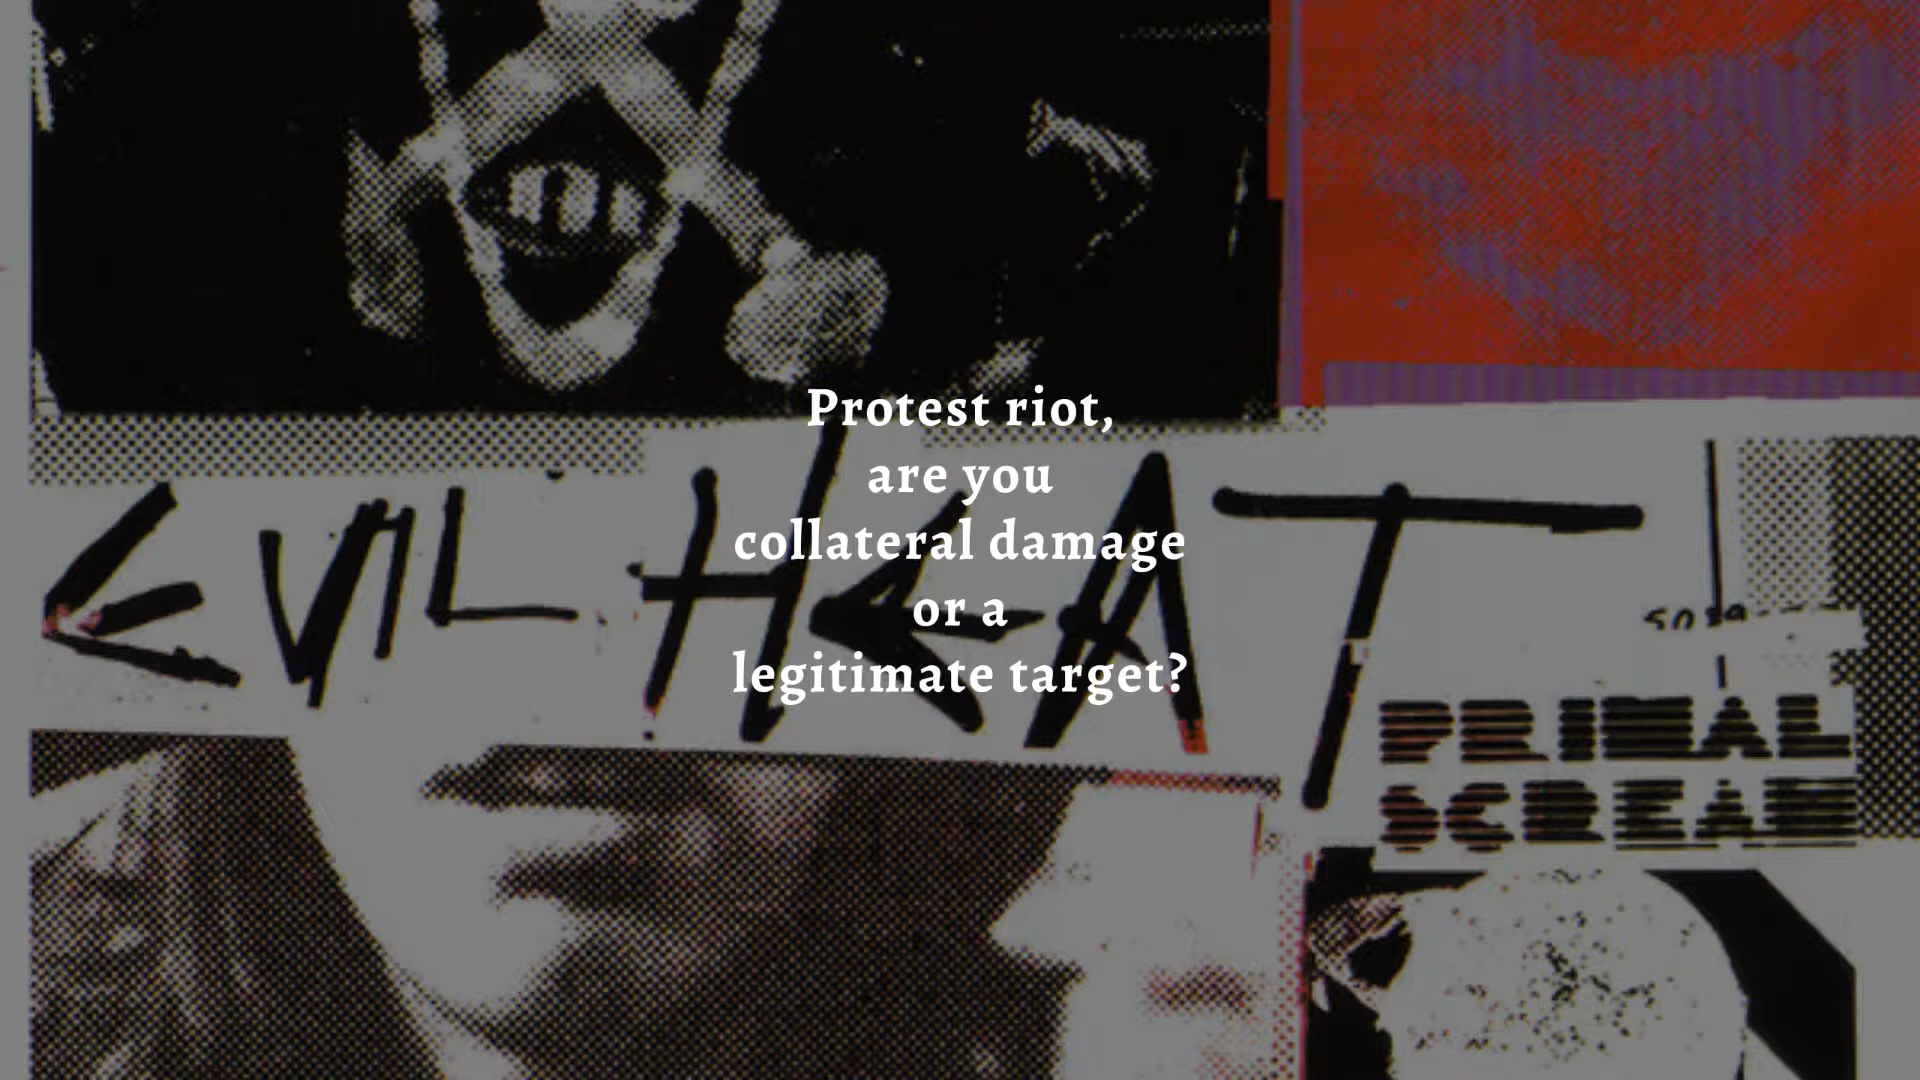 Protest riot,
are you
collateral damage
or a
legitimate target?
EVIL HEAT
PRIMAL
SCREAM